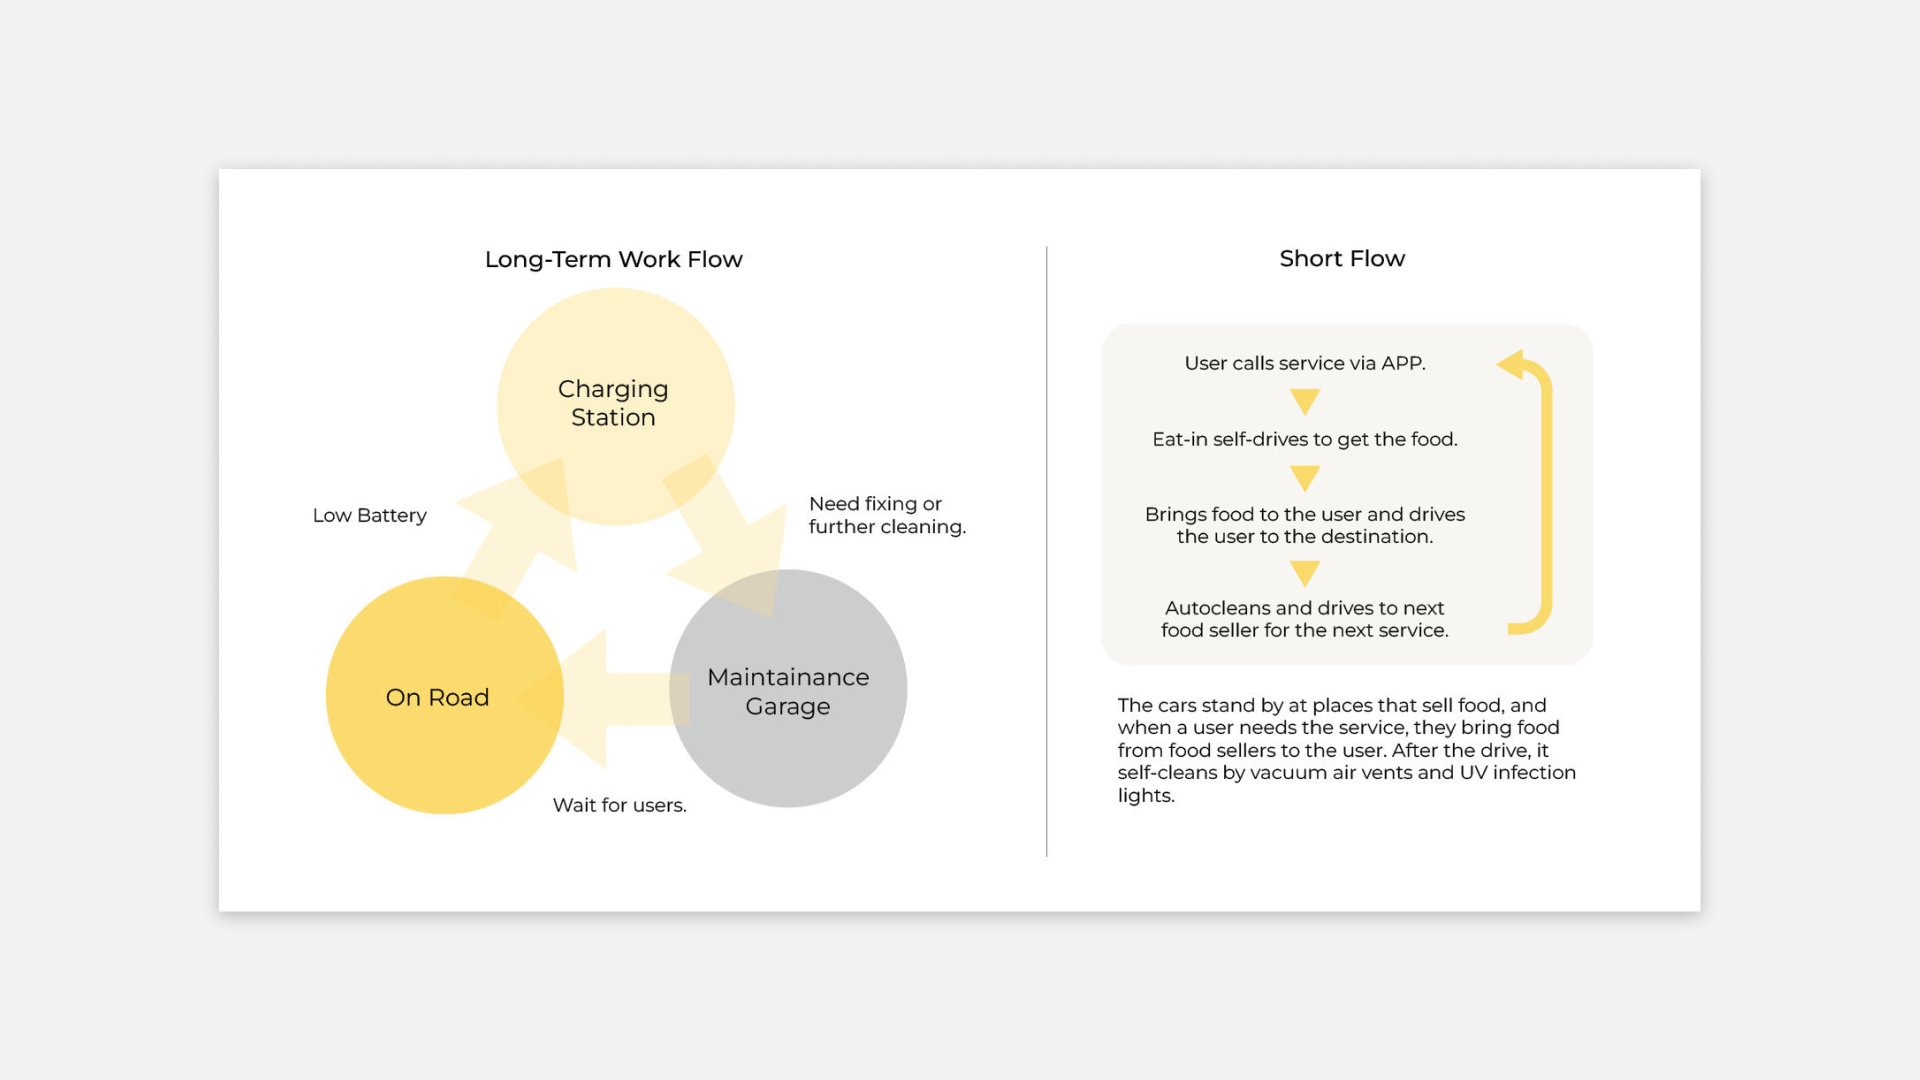 Long-Term Work Flow
Charging
Station
Low Battery
Need fixing or
further cleaning.
On Road
Maintainance
Garage
Wait for users.
Short Flow
User calls service via APP.
Eat-in self-drives to get the food.
Brings food to the user and drives
the user to the destination.
Autocleans and drives to next
food seller for the next service.
The cars stand by at places that sell food, and
when a user needs the service, they bring food
from food sellers to the user. After the drive, it
self-cleans by vacuum air vents and UV infection
lights.